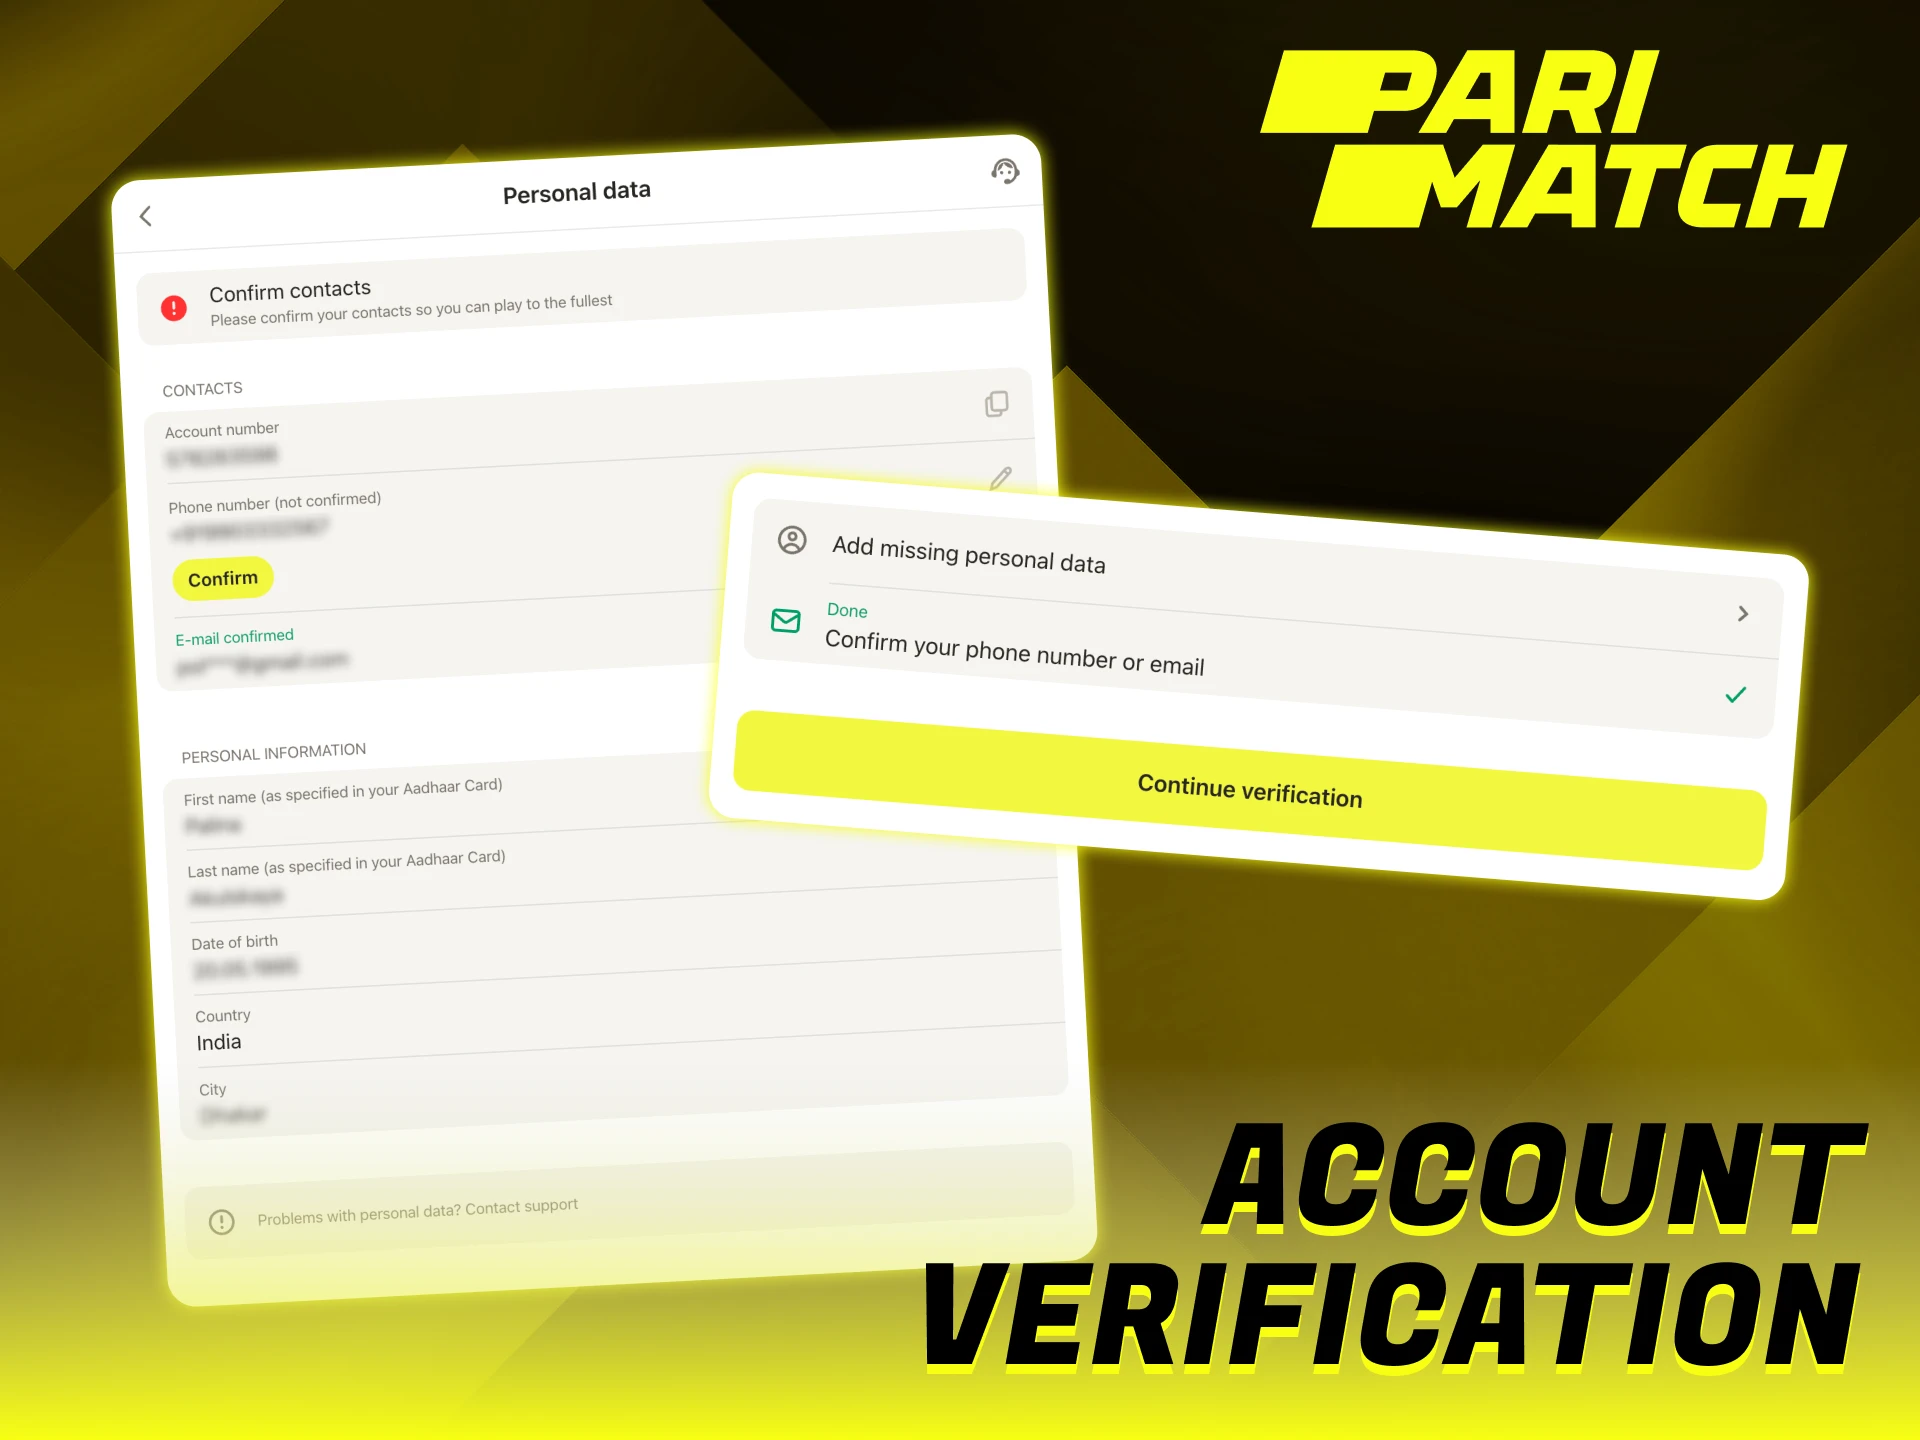 PARI
MATCH
Personal data
Confirm contacts
Please confirm your contacts so you can play to the fullest
CONTACTS
Account number
Phone number (not confirmed)
Confirm
E-mail confirmed
Add missing personal data
Done
Confirm your phone number or email
Continue verification
PERSONAL INFORMATION
First name (as specified in your Aadhaar Card)
Last name (as specified in your Aadhaar Card)
Date of birth
Country
India
City
Problems with personal data? Contact support
ACCOUNT
VERIFICATION